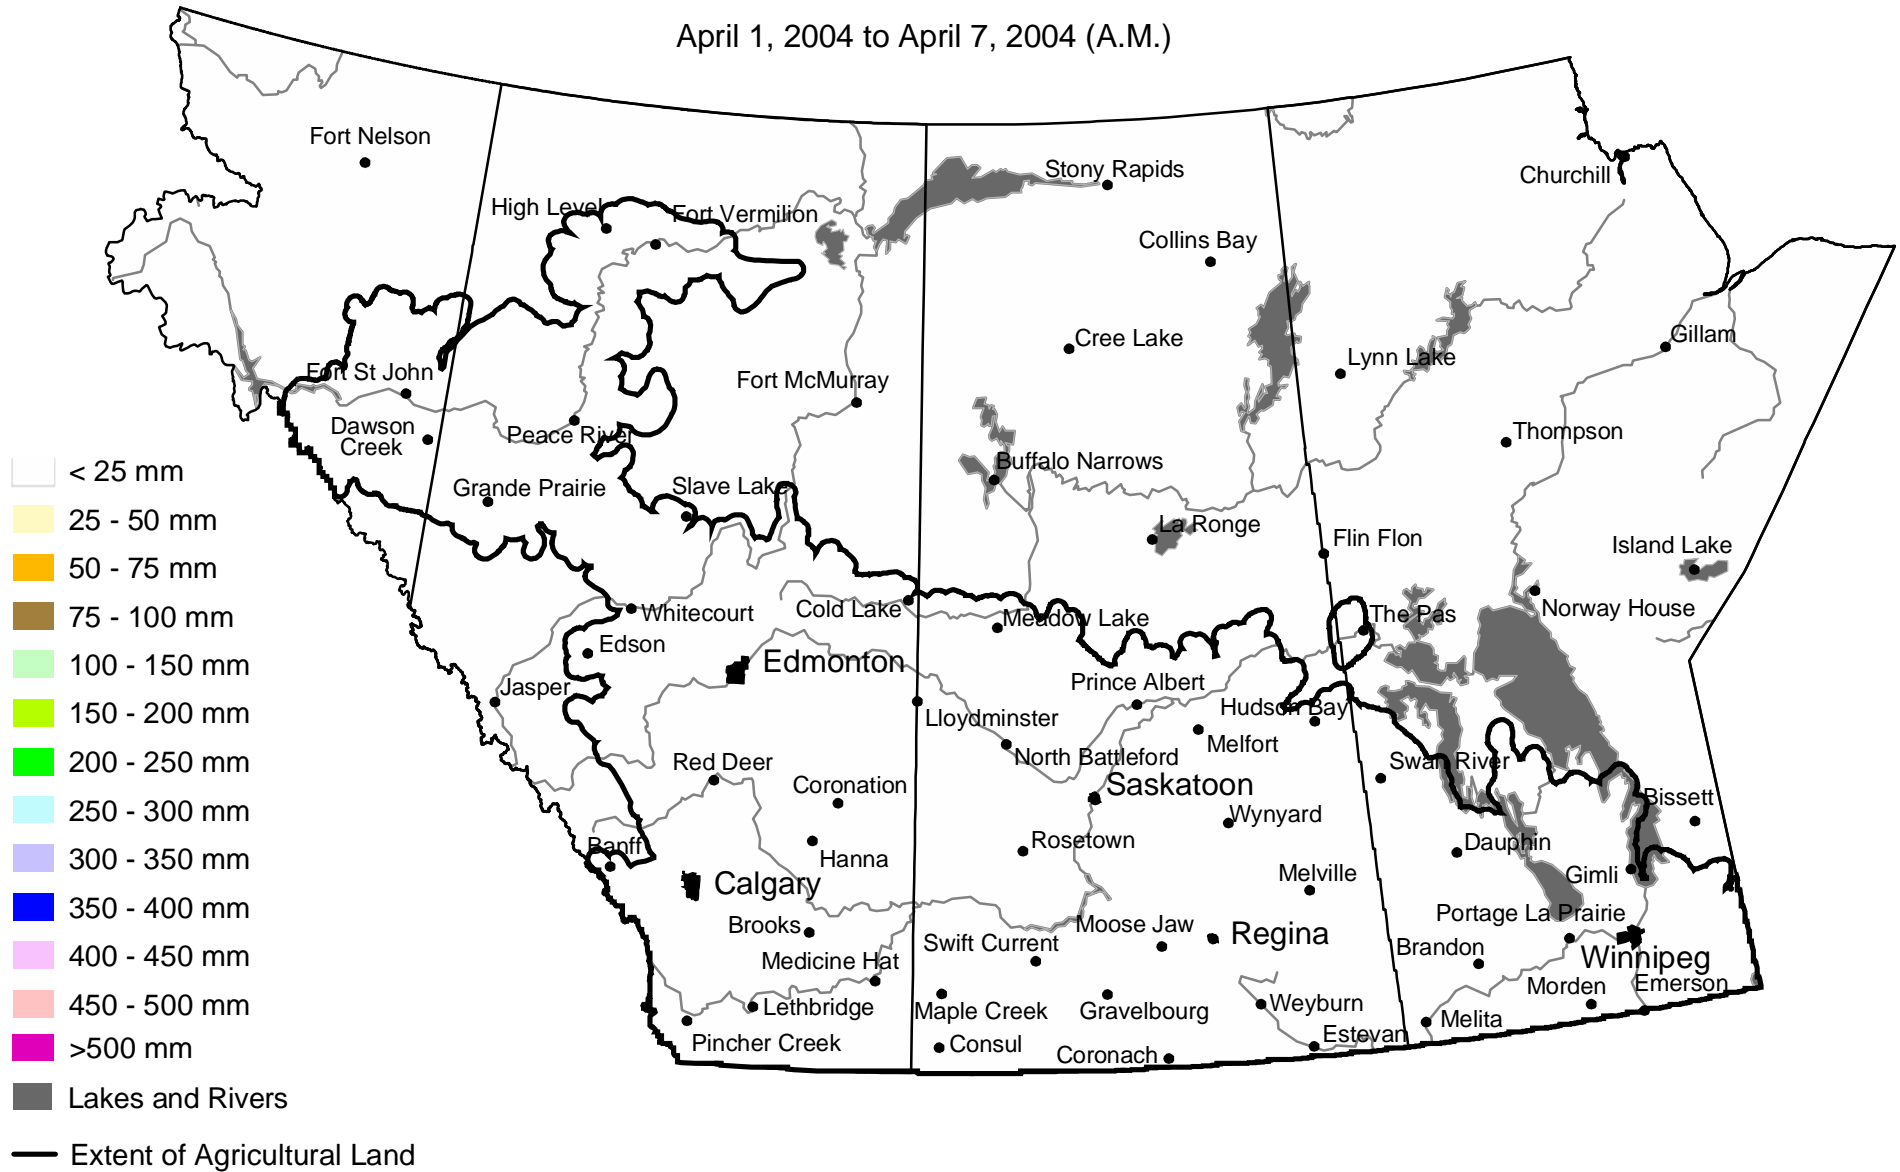 April 1, 2004 to April 7, 2004 (A.M.)
Fort Nelson
Stony Rapids
Churchill
High Level
Fort Vermilion
Collins Bay
Cree Lake
Gillam
Lynn Lake
Fort St John
Fort McMurray
Dawson
Creek
Peace River
Thompson
Buffalo Narrows
Grande Prairie
Slave Lake
La Ronge
Flin Flon
Island Lake
Whitecourt
Cold Lake
Meadow Lake
The Pas
Norway House
Edson
Edmonton
Jasper
Prince Albert
Hudson Bay
Lloydminster
North Battleford
Melfort
Red Deer
Coronation
Saskatoon
Swan River
Bissett
Wynyard
Banff
Hanna
Rosetown
Dauphin
Calgary
Melville
Gimli
Brooks
Moose Jaw
Portage La Prairie
Swift Current
Regina
Brandon
Winnipeg
Medicine Hat
Morden
Emerson
Lethbridge
Maple Creek
Gravelbourg
Weyburn
Melita
Pincher Creek
Consul
Coronach
Estevan
< 25 mm
25 - 50 mm
50 - 75 mm
75 - 100 mm
100 - 150 mm
150 - 200 mm
200 - 250 mm
250 - 300 mm
300 - 350 mm
350 - 400 mm
400 - 450 mm
450 - 500 mm
>500 mm
Lakes and Rivers
Extent of Agricultural Land